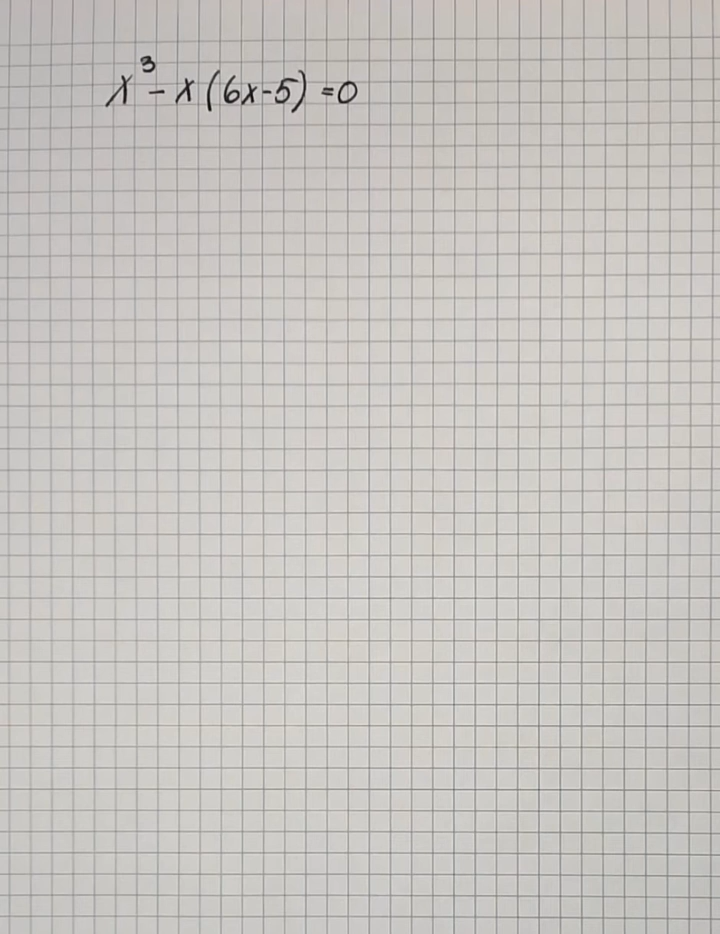 x³ - x (6x-5) = 0